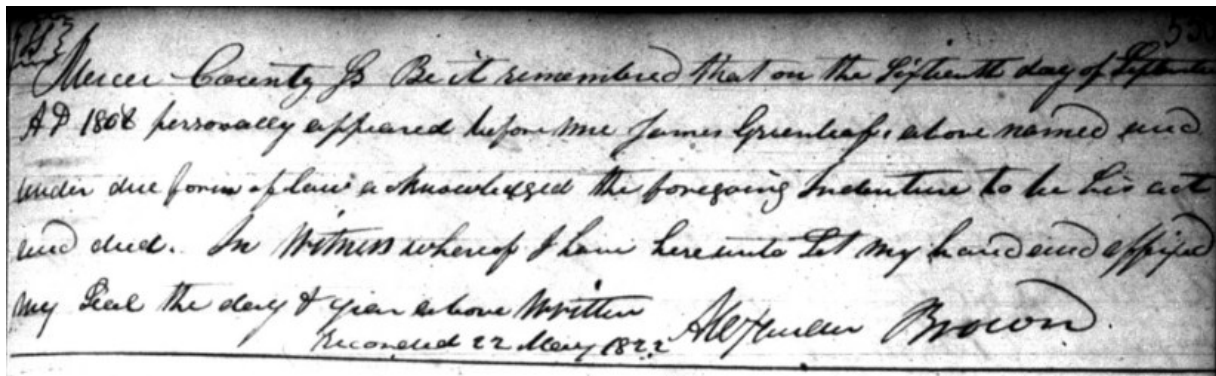 Mercer County Ss Be it remembered that on the Sixteenth day of September
AD 1808 personally appeared before me James Greenleaf above named and
under due form of law acknowledged the foregoing Indenture to be his act
and deed. In Witness whereof I have hereunto Set my hand and affixed
my Seal the day & year above Written
Alexander Brown
Recorded 22 May 1822